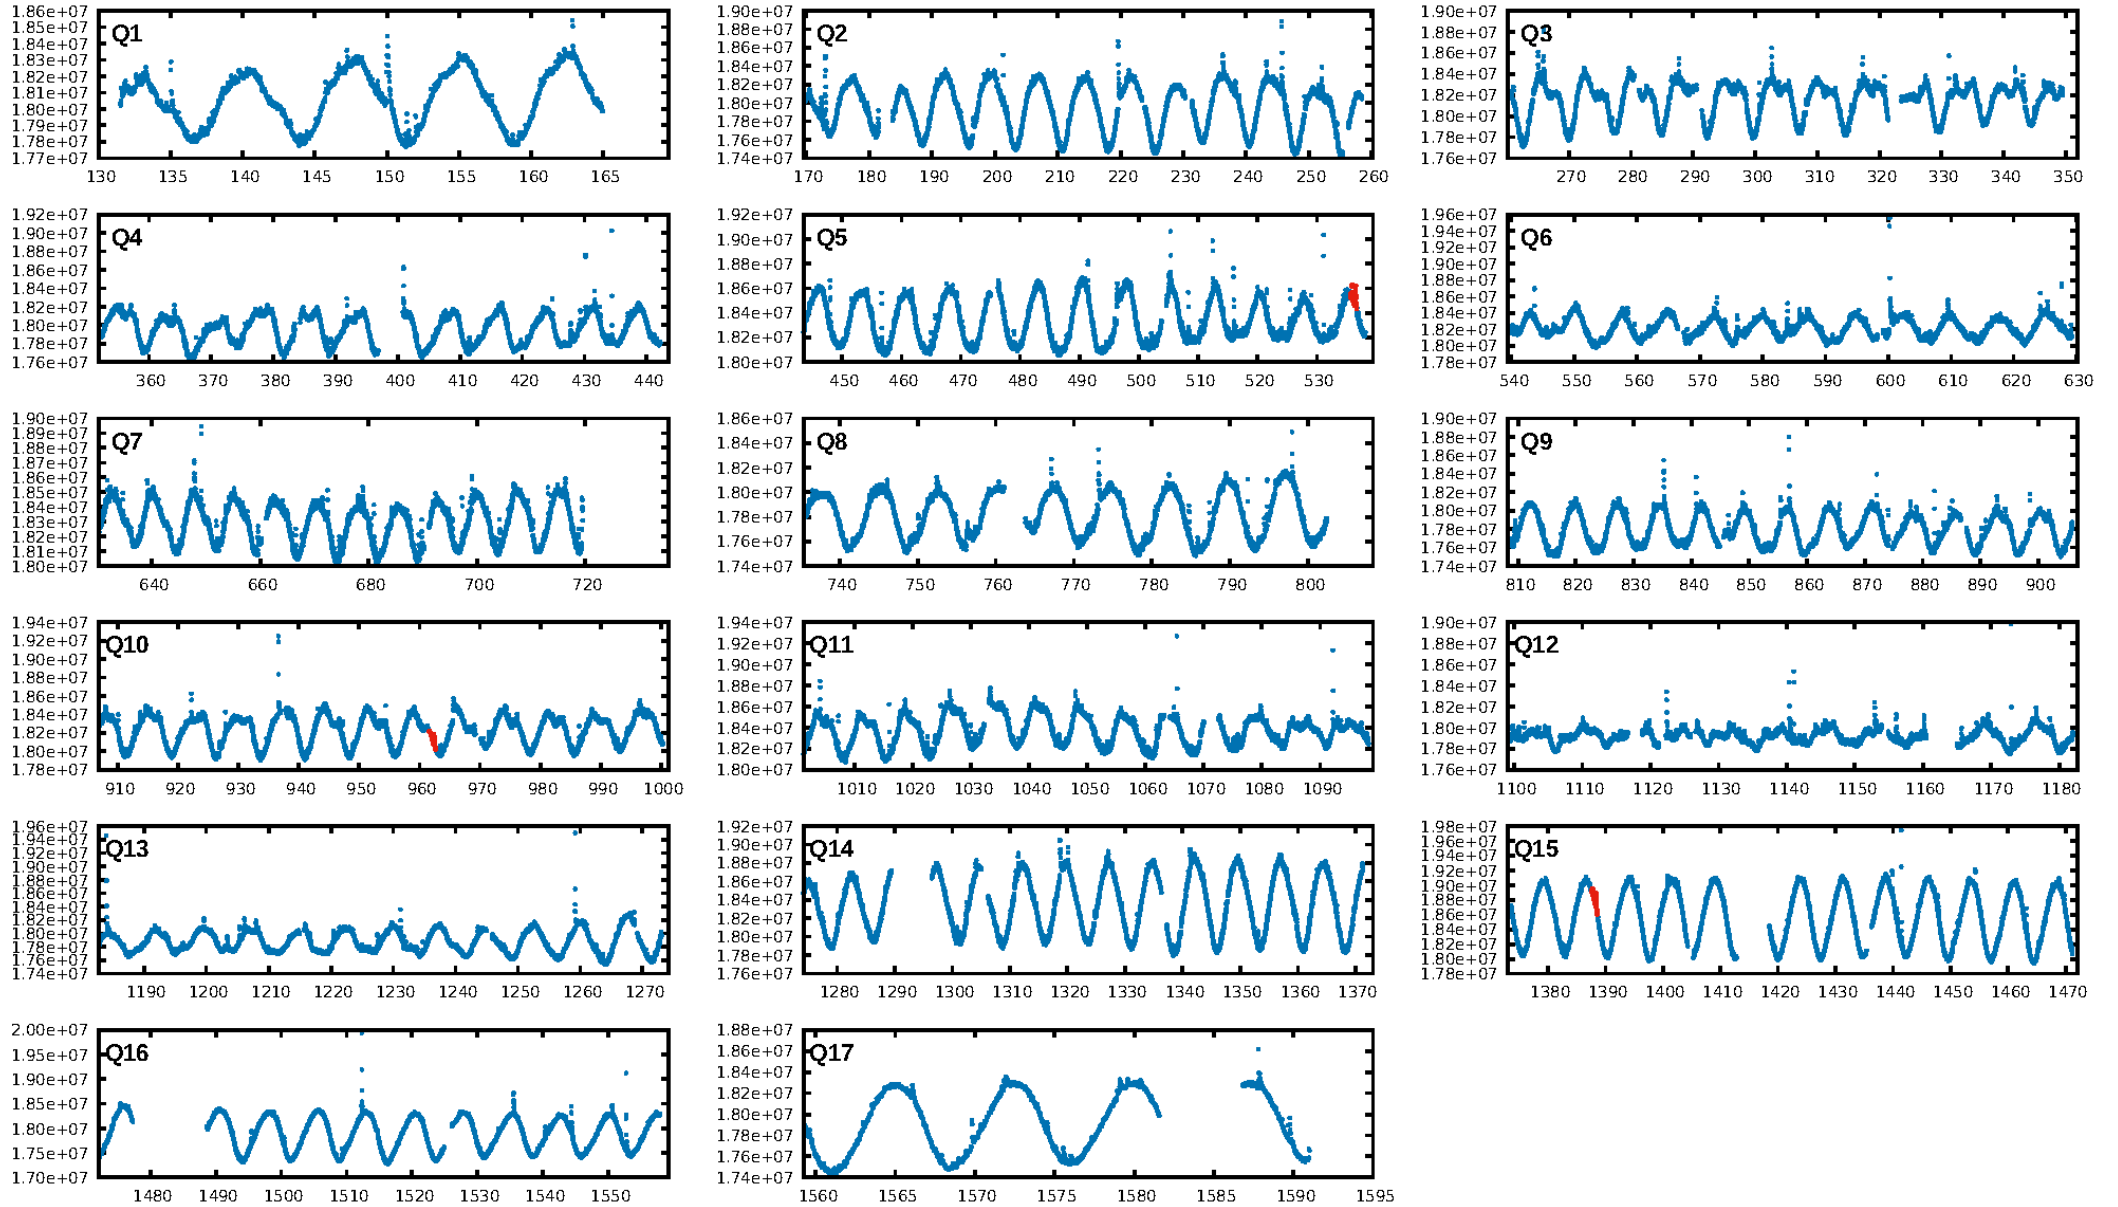 Q1
1.86e+07
1.85e+07
1.84e+07
1.83e+07
1.82e+07
1.81e+07
1.80e+07
1.79e+07
1.78e+07
1.77e+07
130 135 140 145 150 155 160 165
Q2
1.90e+07
1.88e+07
1.86e+07
1.84e+07
1.82e+07
1.80e+07
1.78e+07
1.76e+07
1.74e+07
170 180 190 200 210 220 230 240 250 260
Q3
1.90e+07
1.88e+07
1.86e+07
1.84e+07
1.82e+07
1.80e+07
1.78e+07
1.76e+07
270 280 290 300 310 320 330 340 350
Q4
1.92e+07
1.90e+07
1.88e+07
1.86e+07
1.84e+07
1.82e+07
1.80e+07
1.78e+07
1.76e+07
360 370 380 390 400 410 420 430 440
Q5
1.92e+07
1.90e+07
1.88e+07
1.86e+07
1.84e+07
1.82e+07
1.80e+07
450 460 470 480 490 500 510 520 530
Q6
1.96e+07
1.94e+07
1.92e+07
1.90e+07
1.88e+07
1.86e+07
1.84e+07
1.82e+07
1.80e+07
1.78e+07
540 550 560 570 580 590 600 610 620 630
Q7
1.90e+07
1.89e+07
1.88e+07
1.87e+07
1.86e+07
1.85e+07
1.84e+07
1.83e+07
1.82e+07
1.81e+07
1.80e+07
640 660 680 700 720
Q8
1.86e+07
1.84e+07
1.82e+07
1.80e+07
1.78e+07
1.76e+07
1.74e+07
740 750 760 770 780 790 800
Q9
1.90e+07
1.88e+07
1.86e+07
1.84e+07
1.82e+07
1.80e+07
1.78e+07
1.76e+07
1.74e+07
810 820 830 840 850 860 870 880 890 900
Q10
1.94e+07
1.92e+07
1.90e+07
1.88e+07
1.86e+07
1.84e+07
1.82e+07
1.80e+07
1.78e+07
910 920 930 940 950 960 970 980 990 1000
Q11
1.94e+07
1.92e+07
1.90e+07
1.88e+07
1.86e+07
1.84e+07
1.82e+07
1.80e+07
1010 1020 1030 1040 1050 1060 1070 1080 1090
Q12
1.90e+07
1.88e+07
1.86e+07
1.84e+07
1.82e+07
1.80e+07
1.78e+07
1.76e+07
1100 1110 1120 1130 1140 1150 1160 1170 1180
Q13
1.96e+07
1.94e+07
1.92e+07
1.90e+07
1.88e+07
1.86e+07
1.84e+07
1.82e+07
1.80e+07
1.78e+07
1.76e+07
1.74e+07
1190 1200 1210 1220 1230 1240 1250 1260 1270
Q14
1.92e+07
1.90e+07
1.88e+07
1.86e+07
1.84e+07
1.82e+07
1.80e+07
1.78e+07
1.76e+07
1280 1290 1300 1310 1320 1330 1340 1350 1360 1370
Q15
1.98e+07
1.96e+07
1.94e+07
1.92e+07
1.90e+07
1.88e+07
1.86e+07
1.84e+07
1.82e+07
1.80e+07
1.78e+07
1380 1390 1400 1410 1420 1430 1440 1450 1460 1470
Q16
2.00e+07
1.95e+07
1.90e+07
1.85e+07
1.80e+07
1.75e+07
1.70e+07
1480 1490 1500 1510 1520 1530 1540 1550
Q17
1.88e+07
1.86e+07
1.84e+07
1.82e+07
1.80e+07
1.78e+07
1.76e+07
1.74e+07
1560 1565 1570 1575 1580 1585 1590 1595